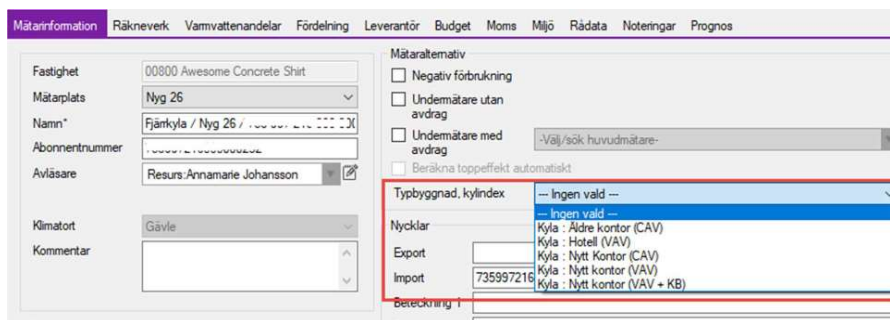 Mätarinformation Räkneverk Varmvattenandelar Fördelning Leverantör Budget Moms Miljö Rådata Noteringar Prognos
Fastighet 00800 Awesome Concrete Shirt
Mätarplats Nyg 26
Namn* Fjärrkyla / Nyg 26 /
Abonnentnummer
Avläsare Resurs:Annamarie Johansson
Klimatort Gävle
Kommentar
Mätaralternativ
Negativ förbrukning
Undermätare utan
avdrag
Undermätare med
avdrag
-Välj/sök huvudmätare-
Beräkna toppeffekt automatiskt
Typbyggnad, kylindex --- Ingen vald ---
--- Ingen vald ---
Kyla : Äldre kontor (CAV)
Kyla : Hotell (VAV)
Kyla : Nytt Kontor (CAV)
Kyla : Nytt kontor (VAV)
Kyla : Nytt kontor (VAV + KB)
Nycklar
Export
Import 735997216
Beteckning 1